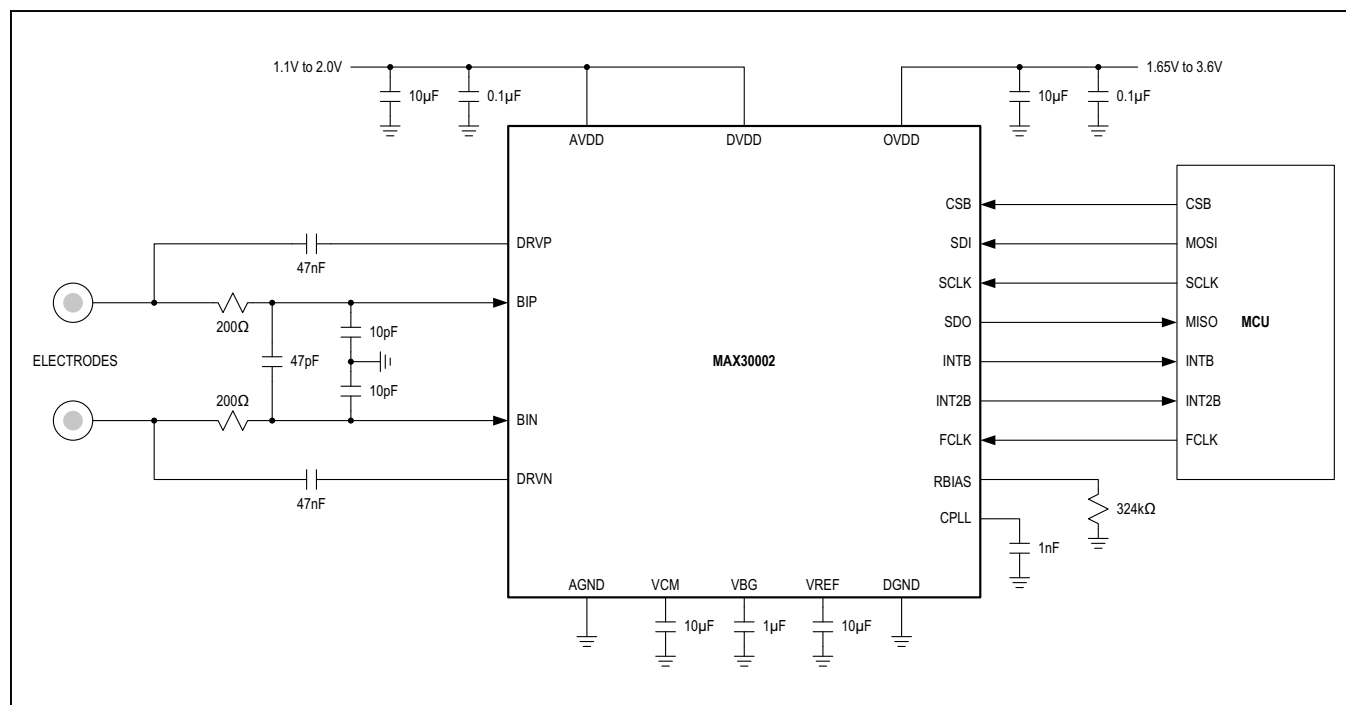 1.1V to 2.0V
10µF
0.1µF
10µF
0.1µF
1.65V to 3.6V
AVDD
DVDD
OVDD
CSB
CSB
DRVP
SDI
MOSI
47nF
SCLK
SCLK
BIP
200Ω
10pF
SDO
MISO
MCU
ELECTRODES
47pF
MAX30002
INTB
INTB
10pF
200Ω
INT2B
INT2B
BIN
FCLK
FCLK
DRVN
47nF
RBIAS
324kΩ
CPLL
1nF
AGND
VCM
VBG
VREF
DGND
10µF
1µF
10µF